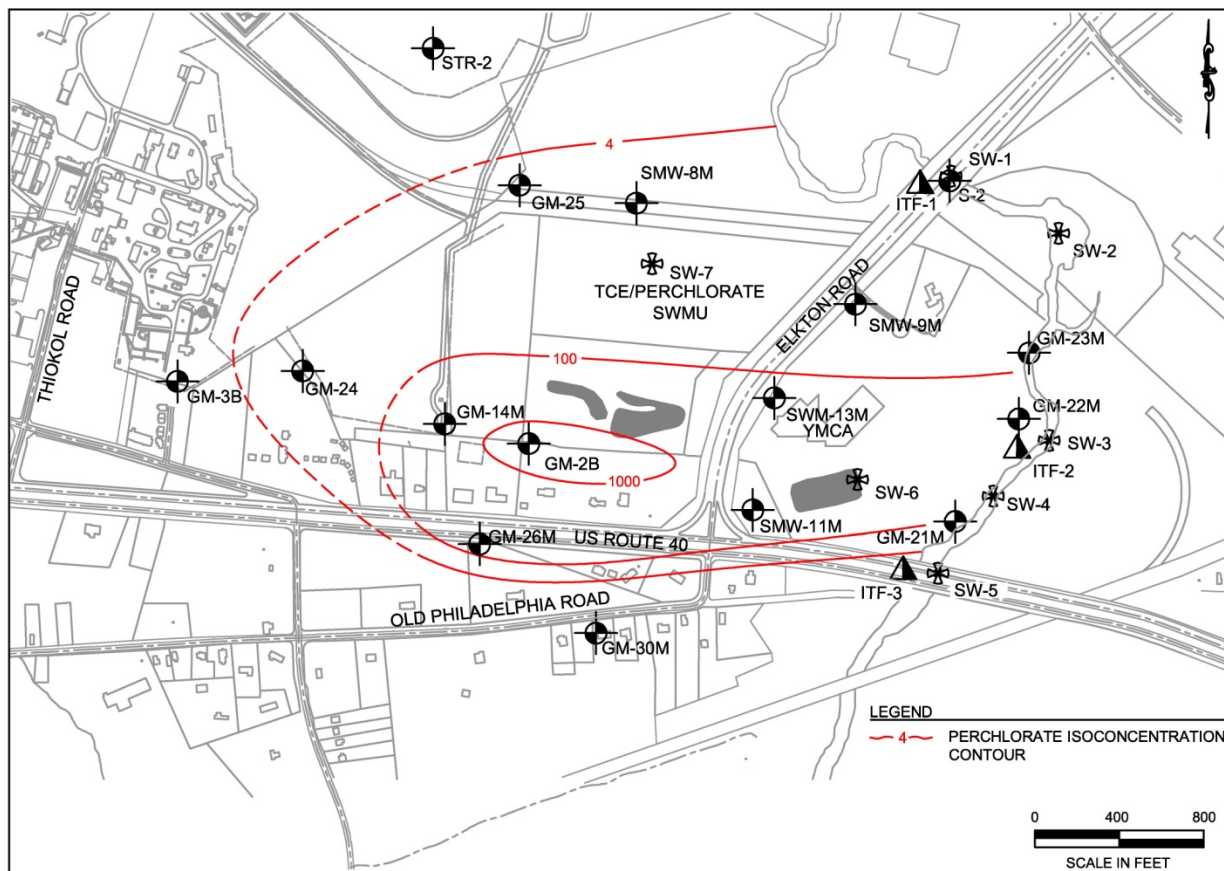 STR-2
4
SW-1
SMW-8M
GM-25
ITF-1
S-2
SW-2
SW-7
TCE/PERCHLORATE
SWMU
ELKTON ROAD
THIOKOL ROAD
SMW-9M
GM-23M
100
GM-3B
GM-24
GM-14M
SWM-13M
YMCA
GM-22M
GM-2B
SW-3
ITF-2
1000
SW-6
SW-4
SMW-11M
GM-21M
GM-26M
US ROUTE 40
ITF-3
SW-5
OLD PHILADELPHIA ROAD
GM-30M
LEGEND
4
PERCHLORATE ISOCONCENTRATION
CONTOUR
0 400 800
SCALE IN FEET